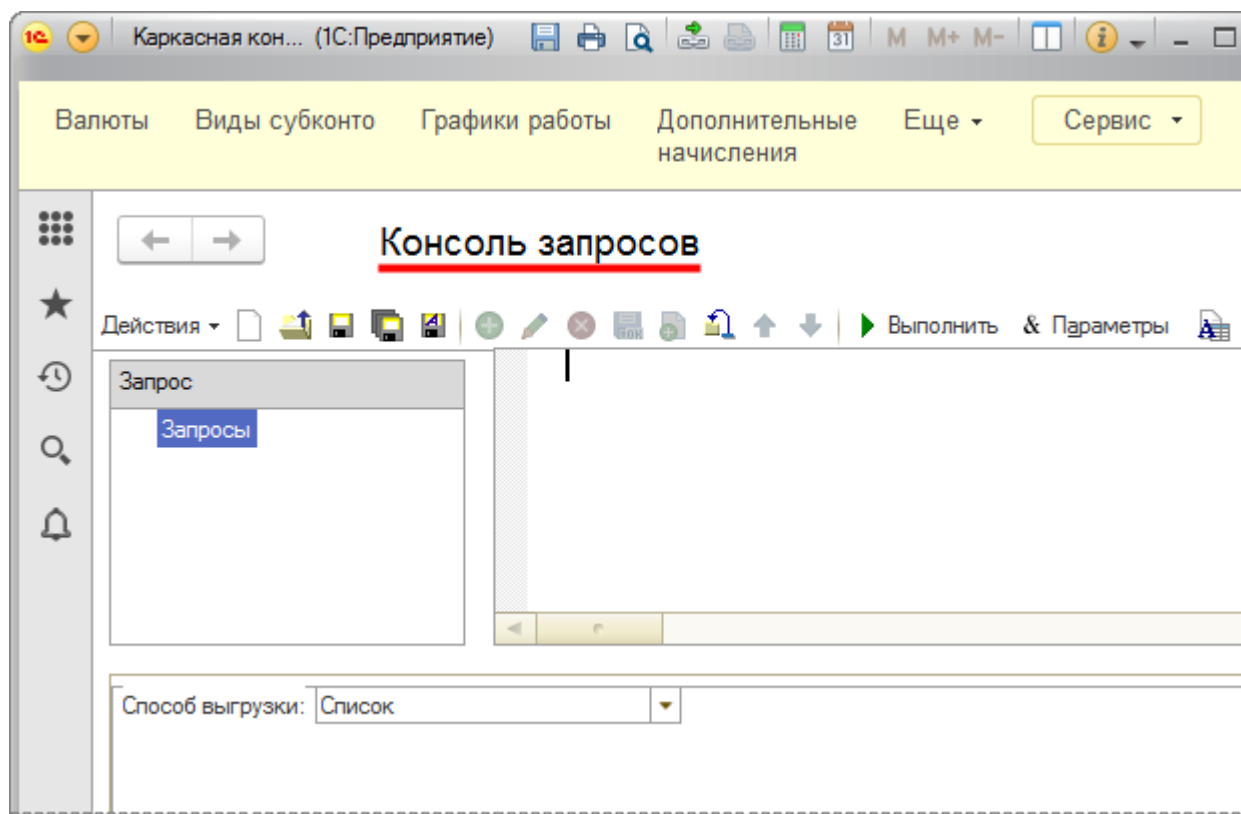 1С Каркасная кон... (1С:Предприятие) 31 M M+ M-
Валюты Виды субконто Графики работы Дополнительные начисления Еще Сервис
Консоль запросов
Действия Выполнить & Параметры
Запрос
Запросы
Способ выгрузки: Список